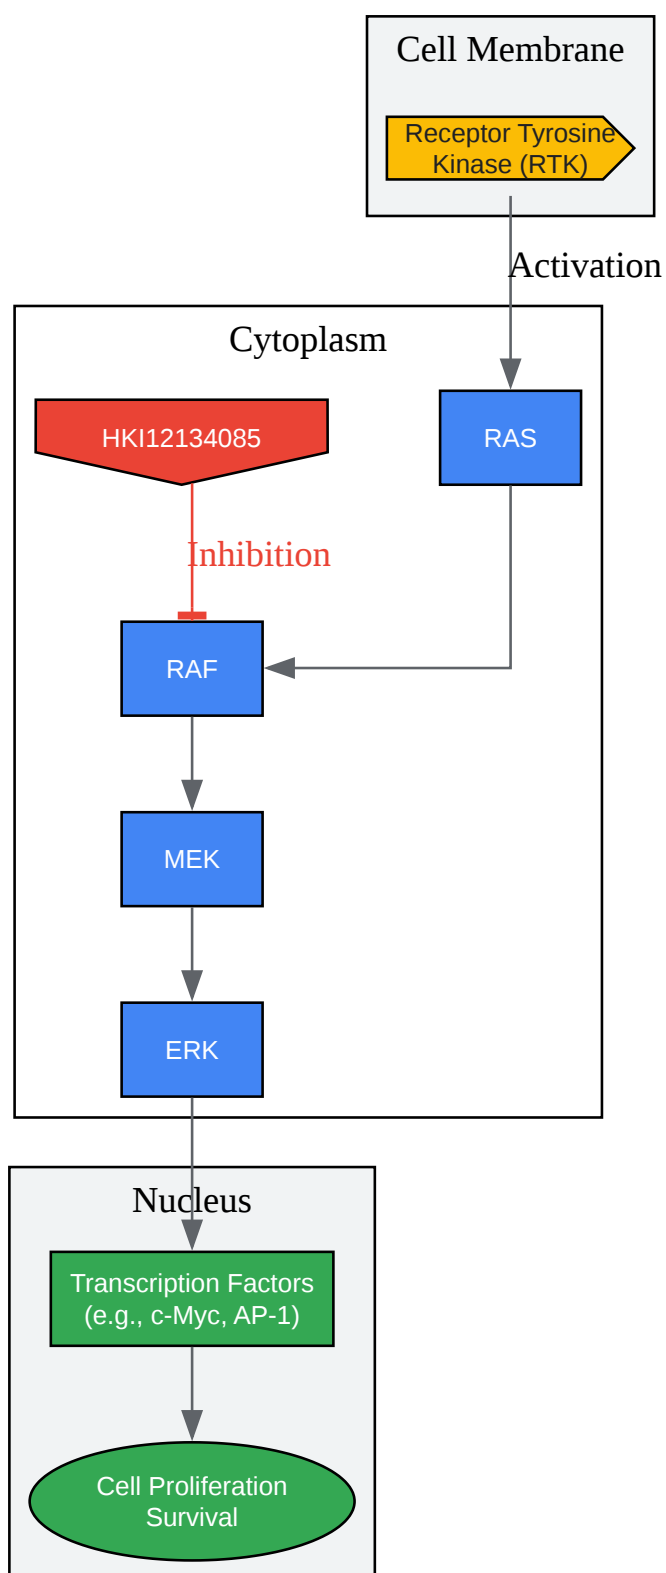 Cell Membrane
Receptor Tyrosine
Kinase (RTK)
Activation
Cytoplasm
HKI12134085
RAS
Inhibition
RAF
MEK
ERK
Nucleus
Transcription Factors
(e.g., c-Myc, AP-1)
Cell Proliferation
Survival